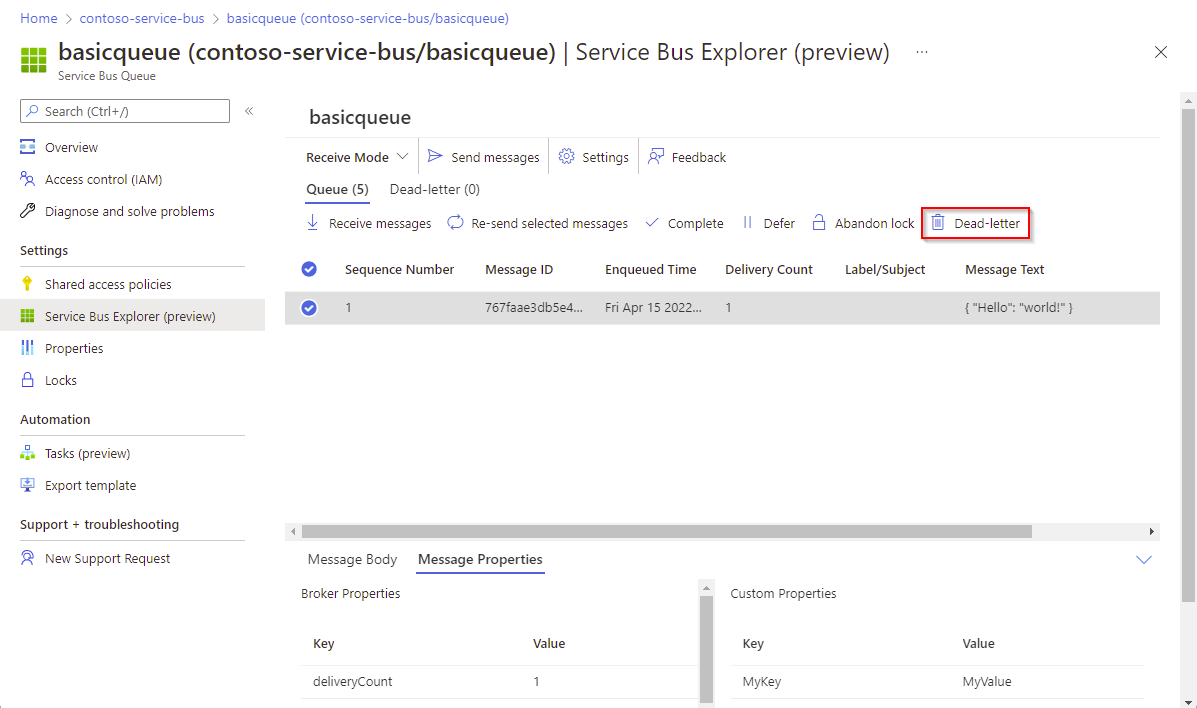 Home > contoso-service-bus > basicqueue (contoso-service-bus/basicqueue)
basicqueue (contoso-service-bus/basicqueue) | Service Bus Explorer (preview) ...
Service Bus Queue
Search (Ctrl+/) «
Overview
Access control (IAM)
Diagnose and solve problems
Settings
Shared access policies
Service Bus Explorer (preview)
Properties
Locks
Automation
Tasks (preview)
Export template
Support + troubleshooting
New Support Request
basicqueue
Receive Mode Send messages Settings Feedback
Queue (5) Dead-letter (0)
Receive messages Re-send selected messages Complete Defer Abandon lock Dead-letter
Sequence Number Message ID Enqueued Time Delivery Count Label/Subject Message Text
1 767faae3db5e4... Fri Apr 15 2022... 1 { "Hello": "world!" }
Message Body Message Properties
Broker Properties
Key Value
deliveryCount 1
Custom Properties
Key Value
MyKey MyValue